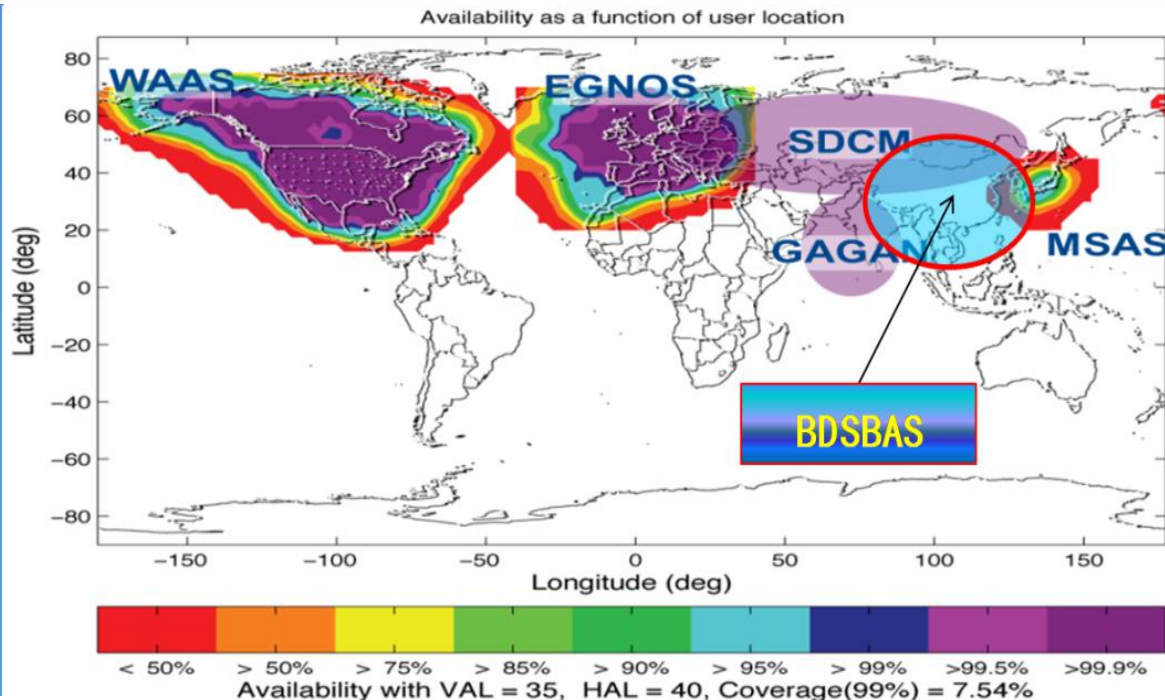 Availability as a function of user location
80
60
40
20
0
−20
−40
−60
−80
Latitude (deg)
WAAS
EGNOS
SDCM
GAGAN
MSAS
BDSBAS
−150 −100 −50 0 50 100 150
Longitude (deg)
< 50% > 50% > 75% > 85% > 90% > 95% > 99% >99.5% >99.9%
Availability with VAL = 35, HAL = 40, Coverage(99%) = 7.54%